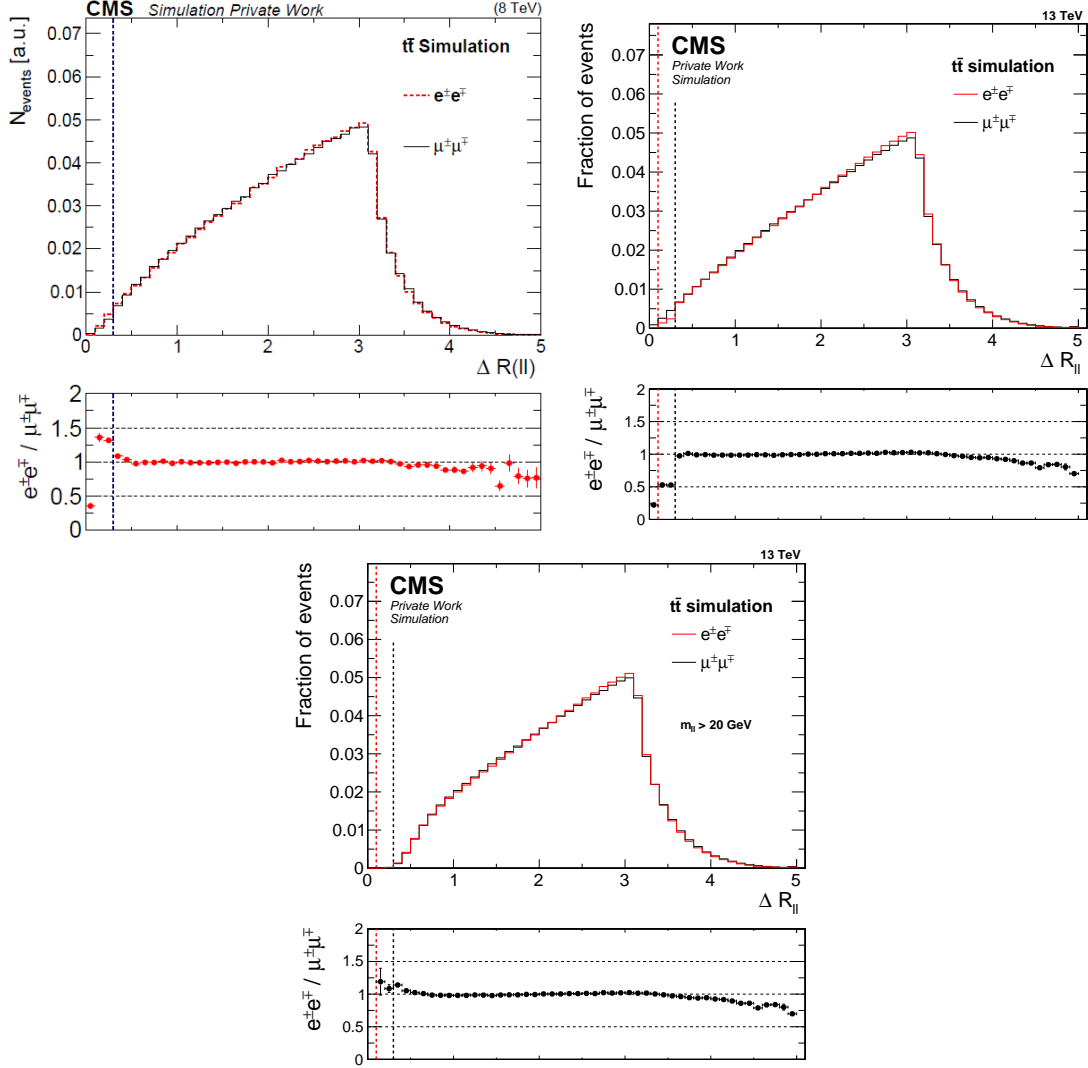 CMS Simulation Private Work (8 TeV)
N_events [a.u.]
0.07
0.06
0.05
0.04
0.03
0.02
0.01
0
tt̄ Simulation
e±e∓
μ±μ∓
0 1 2 3 4 5
Δ R(ll)
e±e∓ / μ±μ∓
2
1.5
1
0.5
0
13 TeV
Fraction of events
0.07
0.06
0.05
0.04
0.03
0.02
0.01
0
CMS
Private Work
Simulation
tt̄ simulation
e±e∓
μ±μ∓
0 1 2 3 4 5
Δ R_ll
e±e∓ / μ±μ∓
2
1.5
1
0.5
0
13 TeV
Fraction of events
0.07
0.06
0.05
0.04
0.03
0.02
0.01
0
CMS
Private Work
Simulation
tt̄ simulation
e±e∓
μ±μ∓
m_ll > 20 GeV
0 1 2 3 4 5
Δ R_ll
e±e∓ / μ±μ∓
2
1.5
1
0.5
0